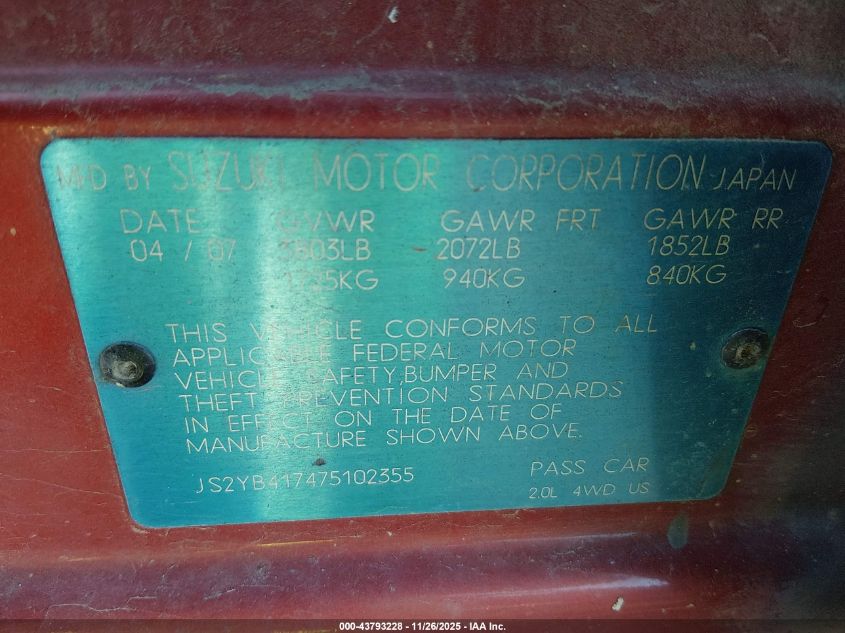 MFD BY SUZUKI MOTOR CORPORATION JAPAN
DATE GVWR GAWR FRT GAWR RR
04 / 07 3803LB 2072LB 1852LB
1725KG 940KG 840KG
THIS VEHICLE CONFORMS TO ALL
APPLICABLE FEDERAL MOTOR
VEHICLE SAFETY,BUMPER AND
THEFT PREVENTION STANDARDS
IN EFFECT ON THE DATE OF
MANUFACTURE SHOWN ABOVE.
JS2YB417475102355 PASS CAR
2.0L 4WD US
000-43793228 - 11/26/2025 - IAA Inc.